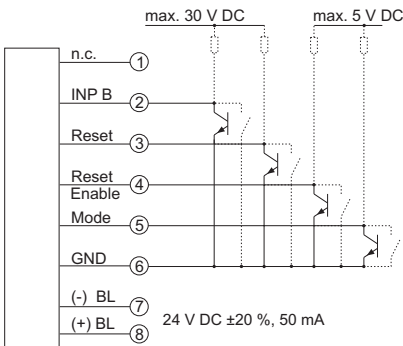 max. 30 V DC
max. 5 V DC
n.c.
1
INP B
2
Reset
3
Reset
Enable
4
Mode
5
GND
6
(-) BL
7
(+) BL
8
24 V DC ±20 %, 50 mA